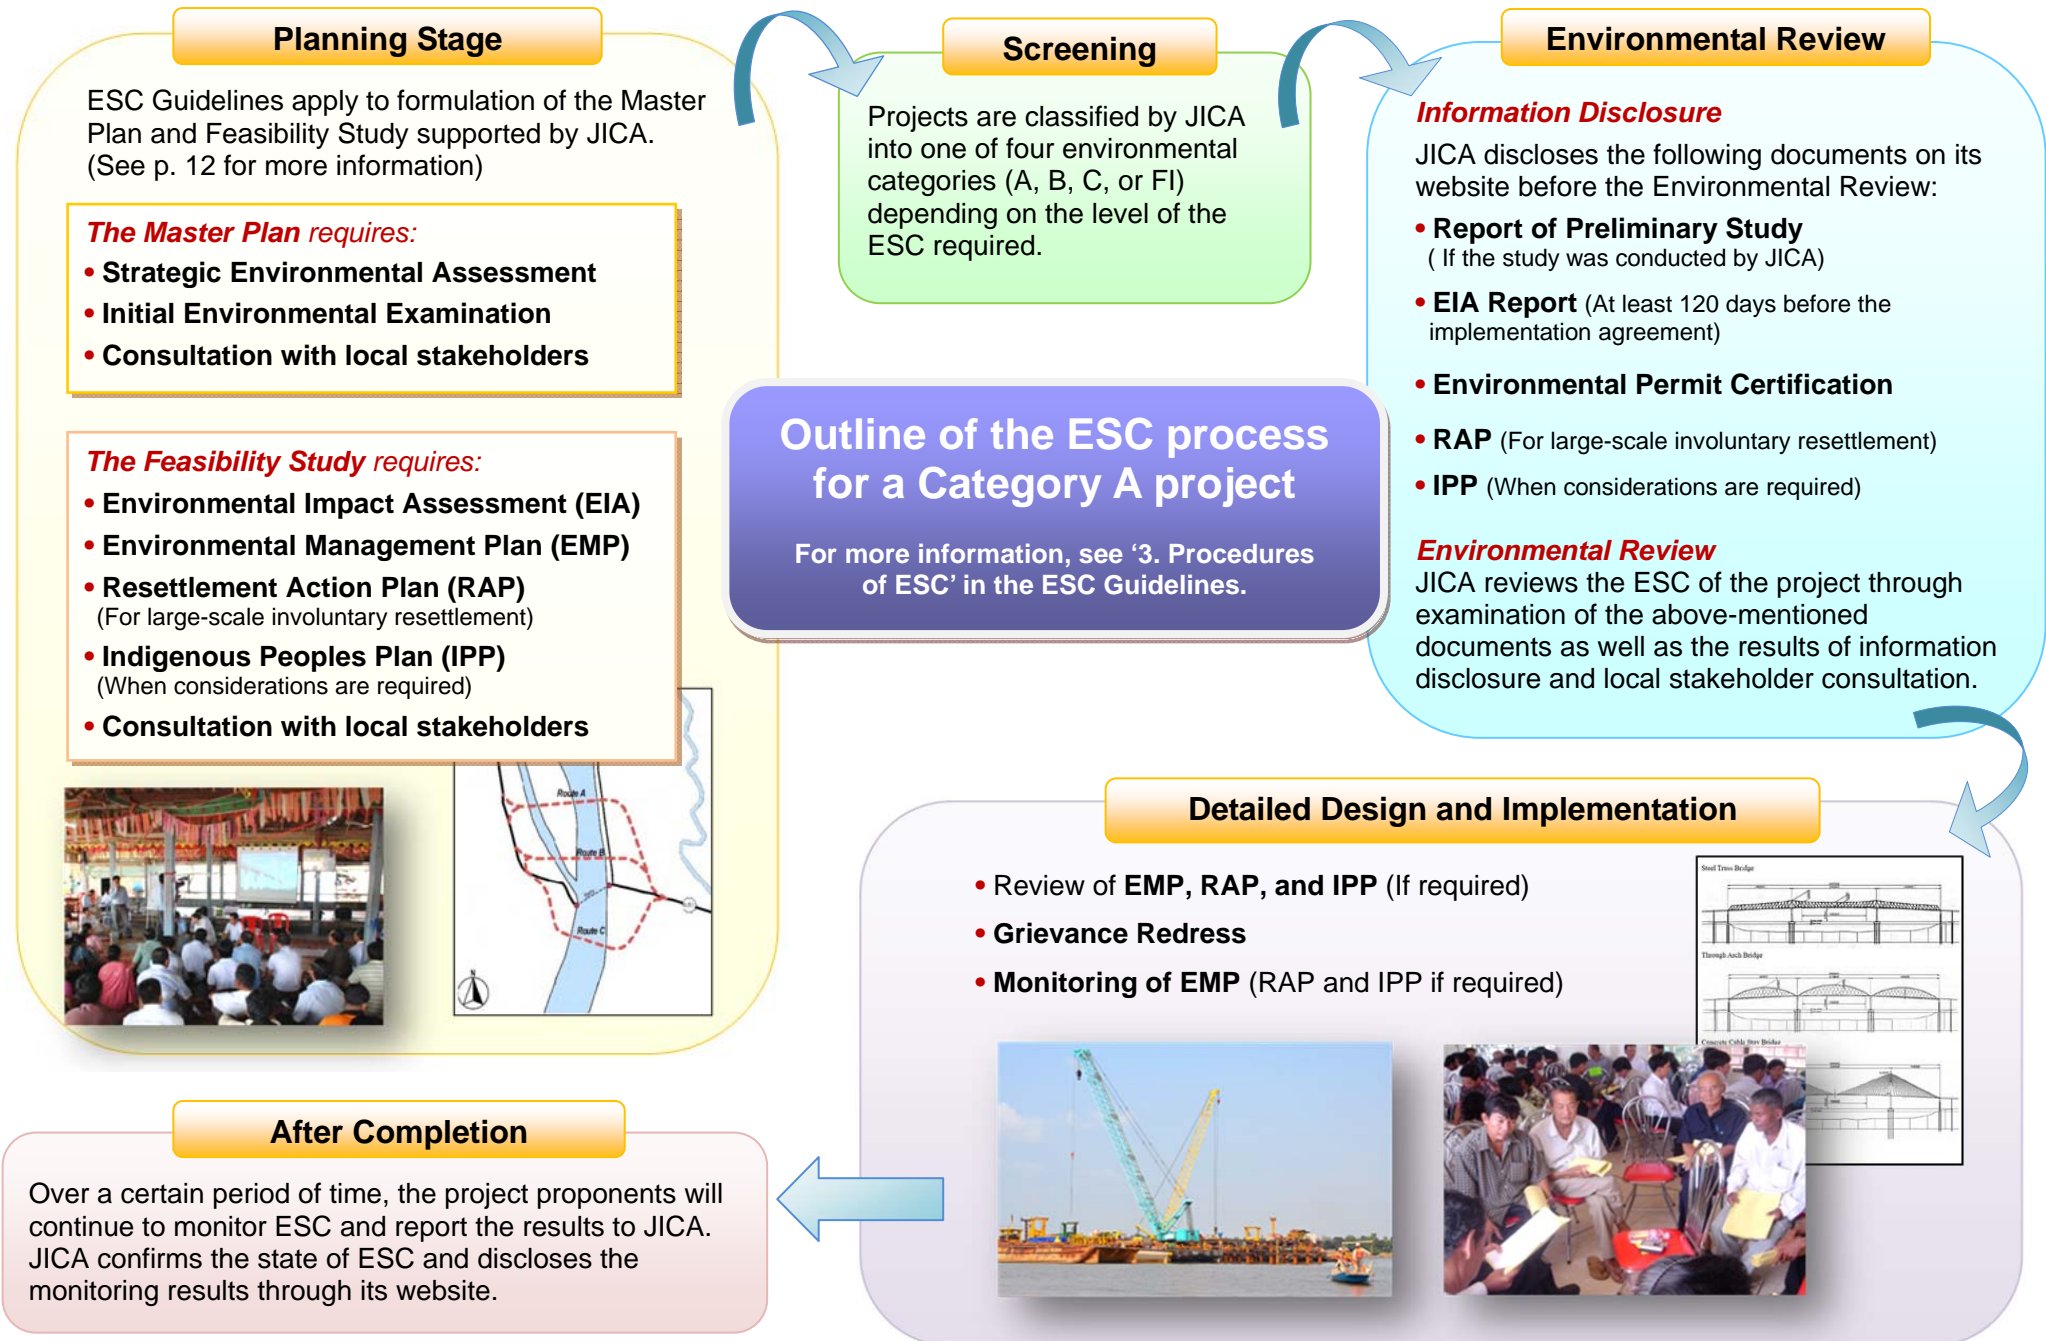 Planning Stage
ESC Guidelines apply to formulation of the Master
Plan and Feasibility Study supported by JICA.
(See p. 12 for more information)
The Master Plan requires:
• Strategic Environmental Assessment
• Initial Environmental Examination
• Consultation with local stakeholders
The Feasibility Study requires:
• Environmental Impact Assessment (EIA)
• Environmental Management Plan (EMP)
• Resettlement Action Plan (RAP)
(For large-scale involuntary resettlement)
• Indigenous Peoples Plan (IPP)
(When considerations are required)
• Consultation with local stakeholders
Route A
Route B
Route C
N
Screening
Projects are classified by JICA
into one of four environmental
categories (A, B, C, or FI)
depending on the level of the
ESC required.
Outline of the ESC process
for a Category A project
For more information, see ‘3. Procedures
of ESC’ in the ESC Guidelines.
Environmental Review
Information Disclosure
JICA discloses the following documents on its
website before the Environmental Review:
• Report of Preliminary Study
( If the study was conducted by JICA)
• EIA Report (At least 120 days before the
implementation agreement)
• Environmental Permit Certification
• RAP (For large-scale involuntary resettlement)
• IPP (When considerations are required)
Environmental Review
JICA reviews the ESC of the project through
examination of the above-mentioned
documents as well as the results of information
disclosure and local stakeholder consultation.
Detailed Design and Implementation
• Review of EMP, RAP, and IPP (If required)
• Grievance Redress
• Monitoring of EMP (RAP and IPP if required)
Steel Truss Bridge
Through Arch Bridge
Concrete Cable Stay Bridge
After Completion
Over a certain period of time, the project proponents will
continue to monitor ESC and report the results to JICA.
JICA confirms the state of ESC and discloses the
monitoring results through its website.